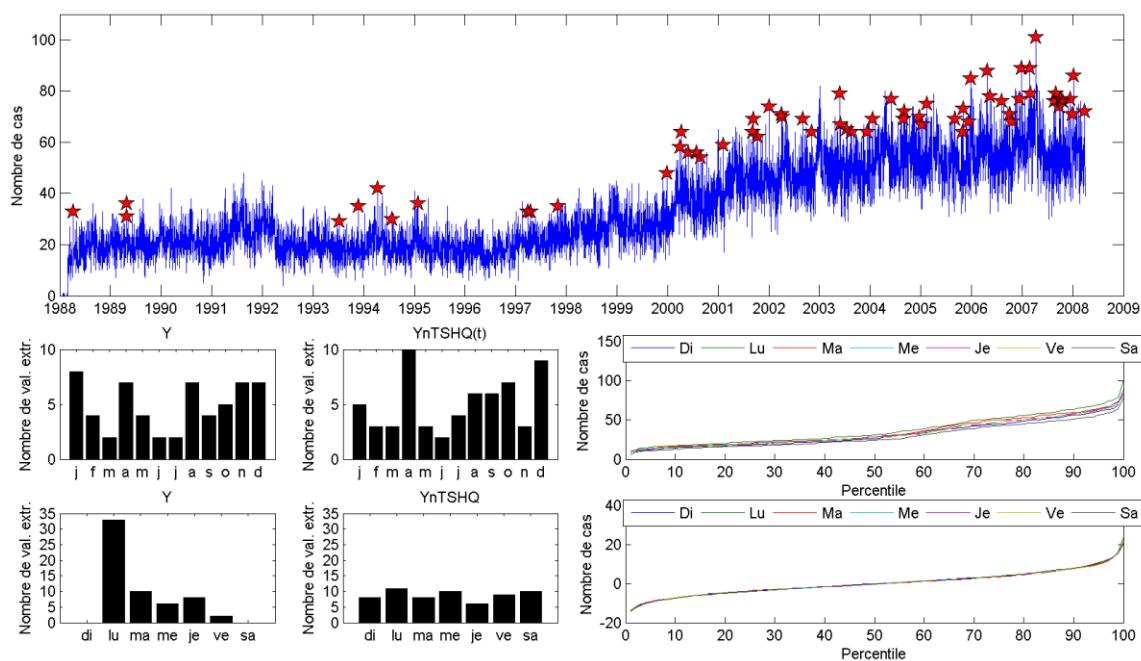 100
80
60
40
20
0
Nombre de cas
1988 1989 1990 1991 1992 1993 1994 1995 1996 1997 1998 1999 2000 2001 2002 2003 2004 2005 2006 2007 2008 2009
Y
10
5
0
Nombre de val. extr.
j f m a m j j a s o n d
YnTSHQ(t)
10
5
0
Nombre de val. extr.
j f m a m j j a s o n d
150
100
50
0
Nombre de cas
Di Lu Ma Me Je Ve Sa
0 10 20 30 40 50 60 70 80 90 100
Percentile
Y
35
30
25
20
15
10
5
0
Nombre de val. extr.
di lu ma me je ve sa
YnTSHQ
35
30
25
20
15
10
5
0
Nombre de val. extr.
di lu ma me je ve sa
40
20
0
-20
Nombre de cas
Di Lu Ma Me Je Ve Sa
0 10 20 30 40 50 60 70 80 90 100
Percentile